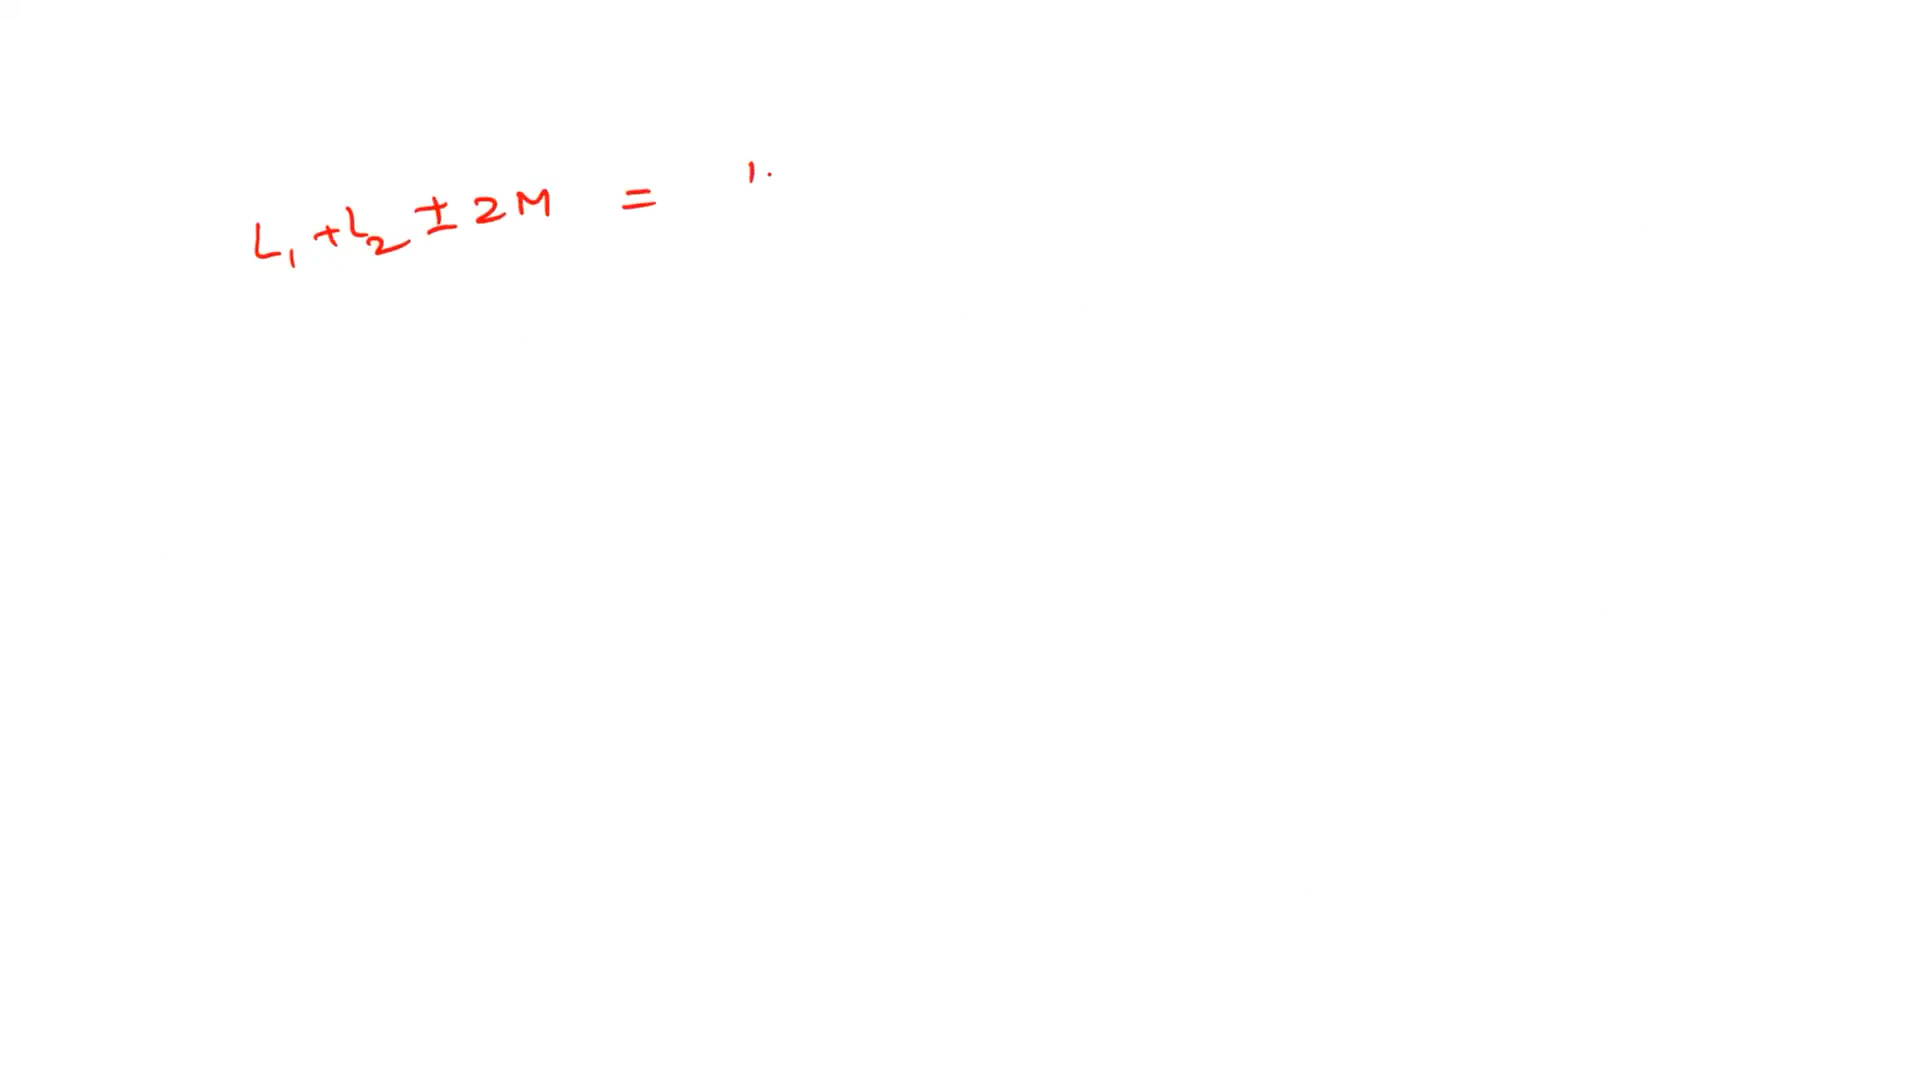 L₁ + L₂ ± 2M = 1.